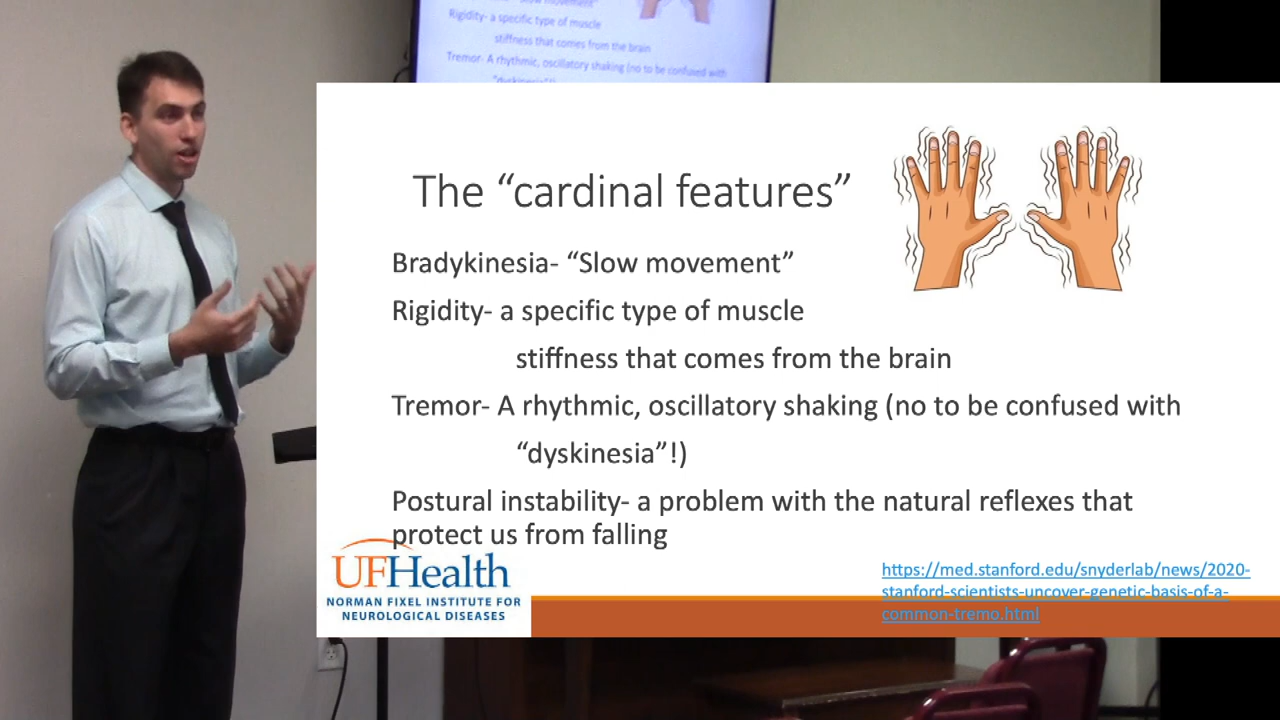 Rigidity- a specific type of muscle
stiffness that comes from the brain
Tremor- A rhythmic, oscillatory shaking (no to be confused with
The “cardinal features”
Bradykinesia- “Slow movement”
Rigidity- a specific type of muscle
stiffness that comes from the brain
Tremor- A rhythmic, oscillatory shaking (no to be confused with
“dyskinesia”!)
Postural instability- a problem with the natural reflexes that
protect us from falling
UFHealth
NORMAN FIXEL INSTITUTE FOR
NEUROLOGICAL DISEASES
https://med.stanford.edu/snyderlab/news/2020-
stanford-scientists-uncover-genetic-basis-of-a-
common-tremo.html